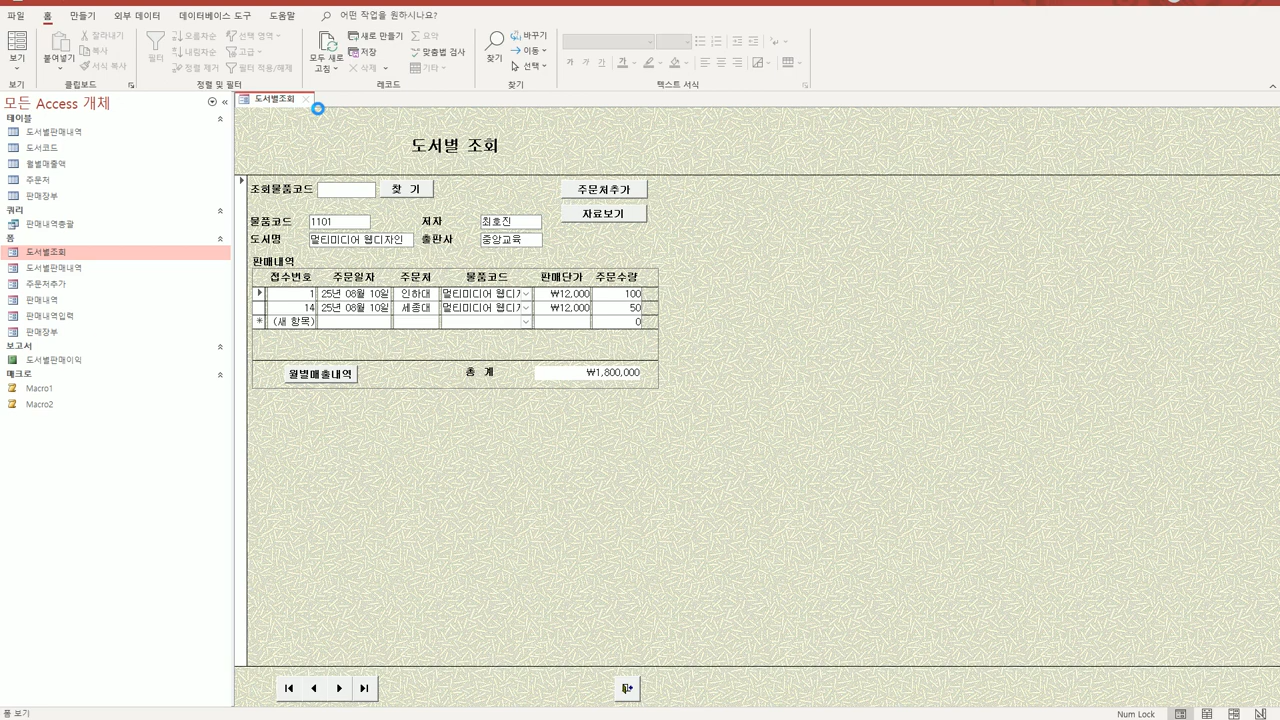 파일 홈 만들기 외부 데이터 데이터베이스 도구 도움말 어떤 작업을 원하시나요?
보기 붙여넣기 잘라내기 복사 서식 복사 필터 오름차순 내림차순 정렬 제거 선택 영역 고급 필터 적용/해제 모두 새로 고침 새로 만들기 저장 삭제 요약 맞춤법 검사 기타 찾기 바꾸기 이동 선택 가 가 가 가
보기 클립보드 정렬 및 필터 레코드 찾기 텍스트 서식
모든 Access 개체
테이블
도서별판매내역
도서코드
월별매출액
주문처
판매장부
쿼리
판매내역총괄
폼
도서별조회
도서별판매내역
주문처추가
판매내역
판매내역입력
판매장부
보고서
도서별판매이익
매크로
Macro1
Macro2
도서별조회
도서별 조회
조회물품코드 찾 기 주문처추가
자료보기
물품코드 1101 저자 최호진
도서명 멀티미디어 웹디자인 출판사 중앙교육
판매내역
접수번호 주문일자 주문처 물품코드 판매단가 주문수량
1 25년 08월 10일 인하대 멀티미디어 웹디자 ₩12,000 100
14 25년 08월 10일 세종대 멀티미디어 웹디자 ₩12,000 50
* (새 항목) 0
월별매출내역 총 계 ₩1,800,000
폼 보기 Num Lock